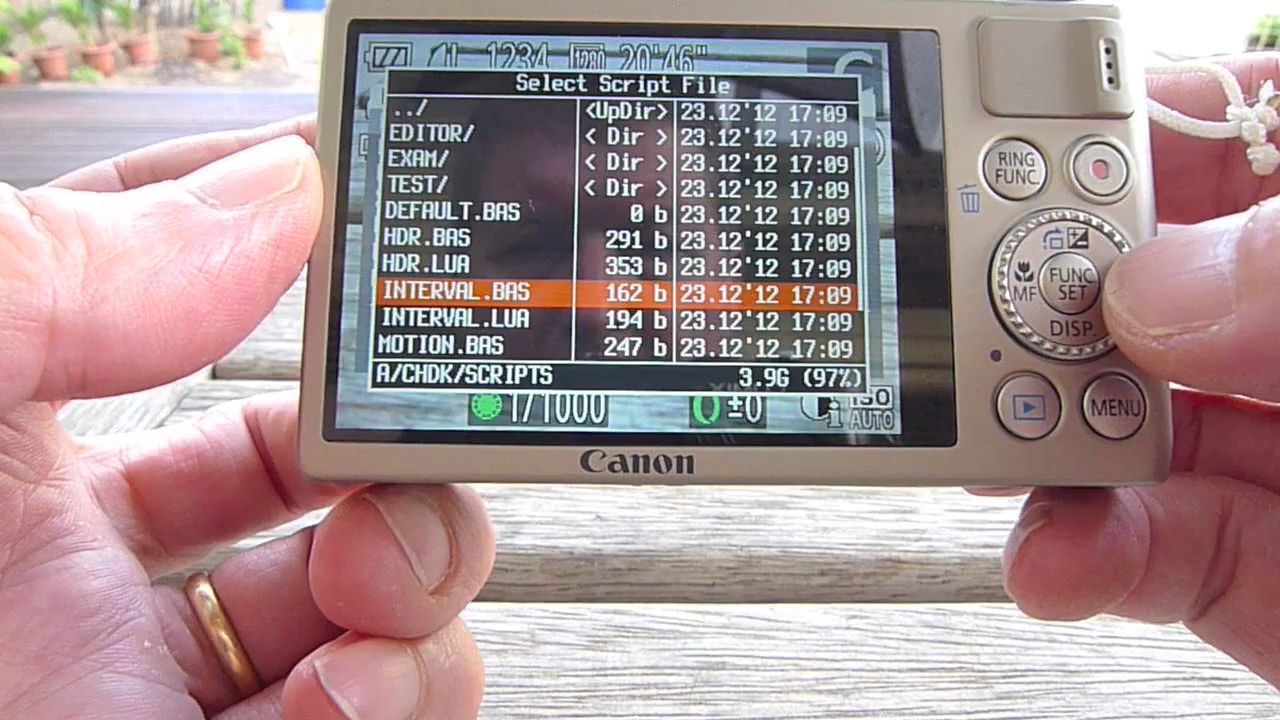 1234 1280 20'46"
Select Script File
../ <UpDir> 23.12'12 17:09
EDITOR/ < Dir > 23.12'12 17:09
EXAM/ < Dir > 23.12'12 17:09
TEST/ < Dir > 23.12'12 17:09
DEFAULT.BAS 0 b 23.12'12 17:09
HDR.BAS 291 b 23.12'12 17:09
HDR.LUA 353 b 23.12'12 17:09
INTERVAL.BAS 162 b 23.12'12 17:09
INTERVAL.LUA 194 b 23.12'12 17:09
MOTION.BAS 247 b 23.12'12 17:09
A/CHDK/SCRIPTS 3.9G (97%)
1/1000 ±0 i ISO
AUTO
Canon
RING
FUNC.
MF
FUNC
SET
DISP.
MENU